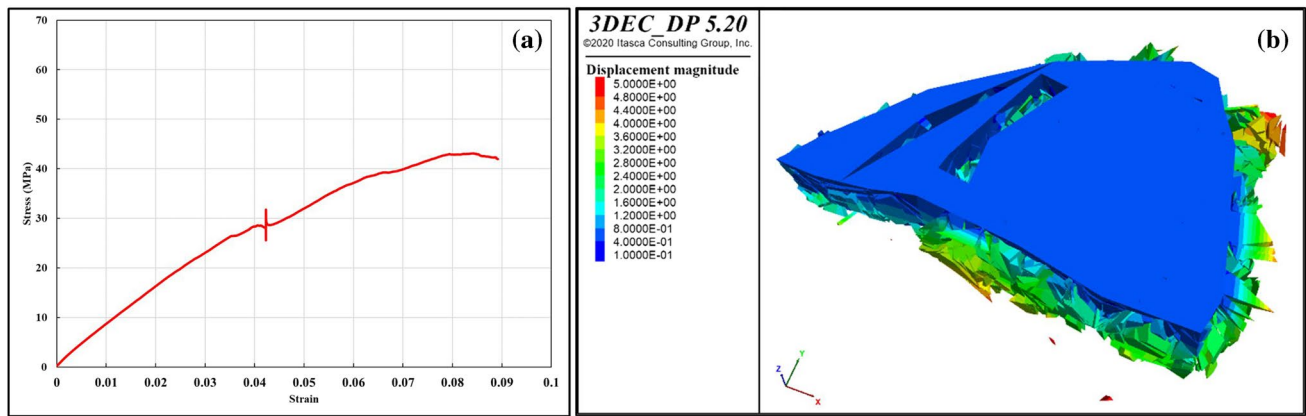 (a)
Stress (MPa)
70
60
50
40
30
20
10
0
0
0.01
0.02
0.03
0.04
0.05
0.06
0.07
0.08
0.09
0.1
Strain
3DEC_DP 5.20
©2020 Itasca Consulting Group, Inc.
Displacement magnitude
5.0000E+00
4.8000E+00
4.4000E+00
4.0000E+00
3.6000E+00
3.2000E+00
2.8000E+00
2.4000E+00
2.0000E+00
1.6000E+00
1.2000E+00
8.0000E-01
4.0000E-01
1.0000E-01
(b)
Y
Z
X